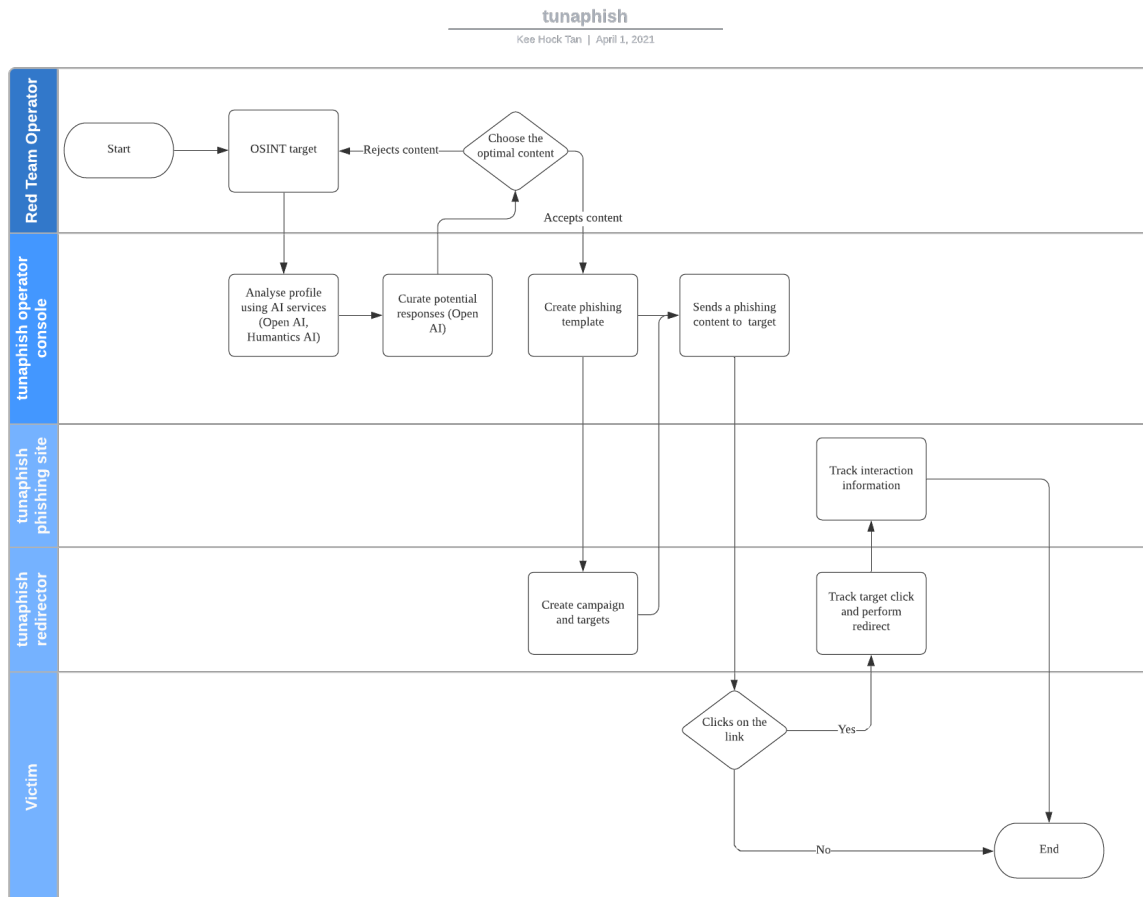 tunaphish
Kee Hock Tan | April 1, 2021
Red Team Operator
Start
OSINT target
Rejects content
Choose the
optimal content
Accepts content
tunaphish operator
console
Analyse profile
using AI services
(Open AI,
Humantics AI)
Curate potential
responses (Open
AI)
Create phishing
template
Sends a phishing
content to target
tunaphish
phishing site
Track interaction
information
tunaphish
redirector
Create campaign
and targets
Track target click
and perform
redirect
Victim
Clicks on the
link
Yes
No
End